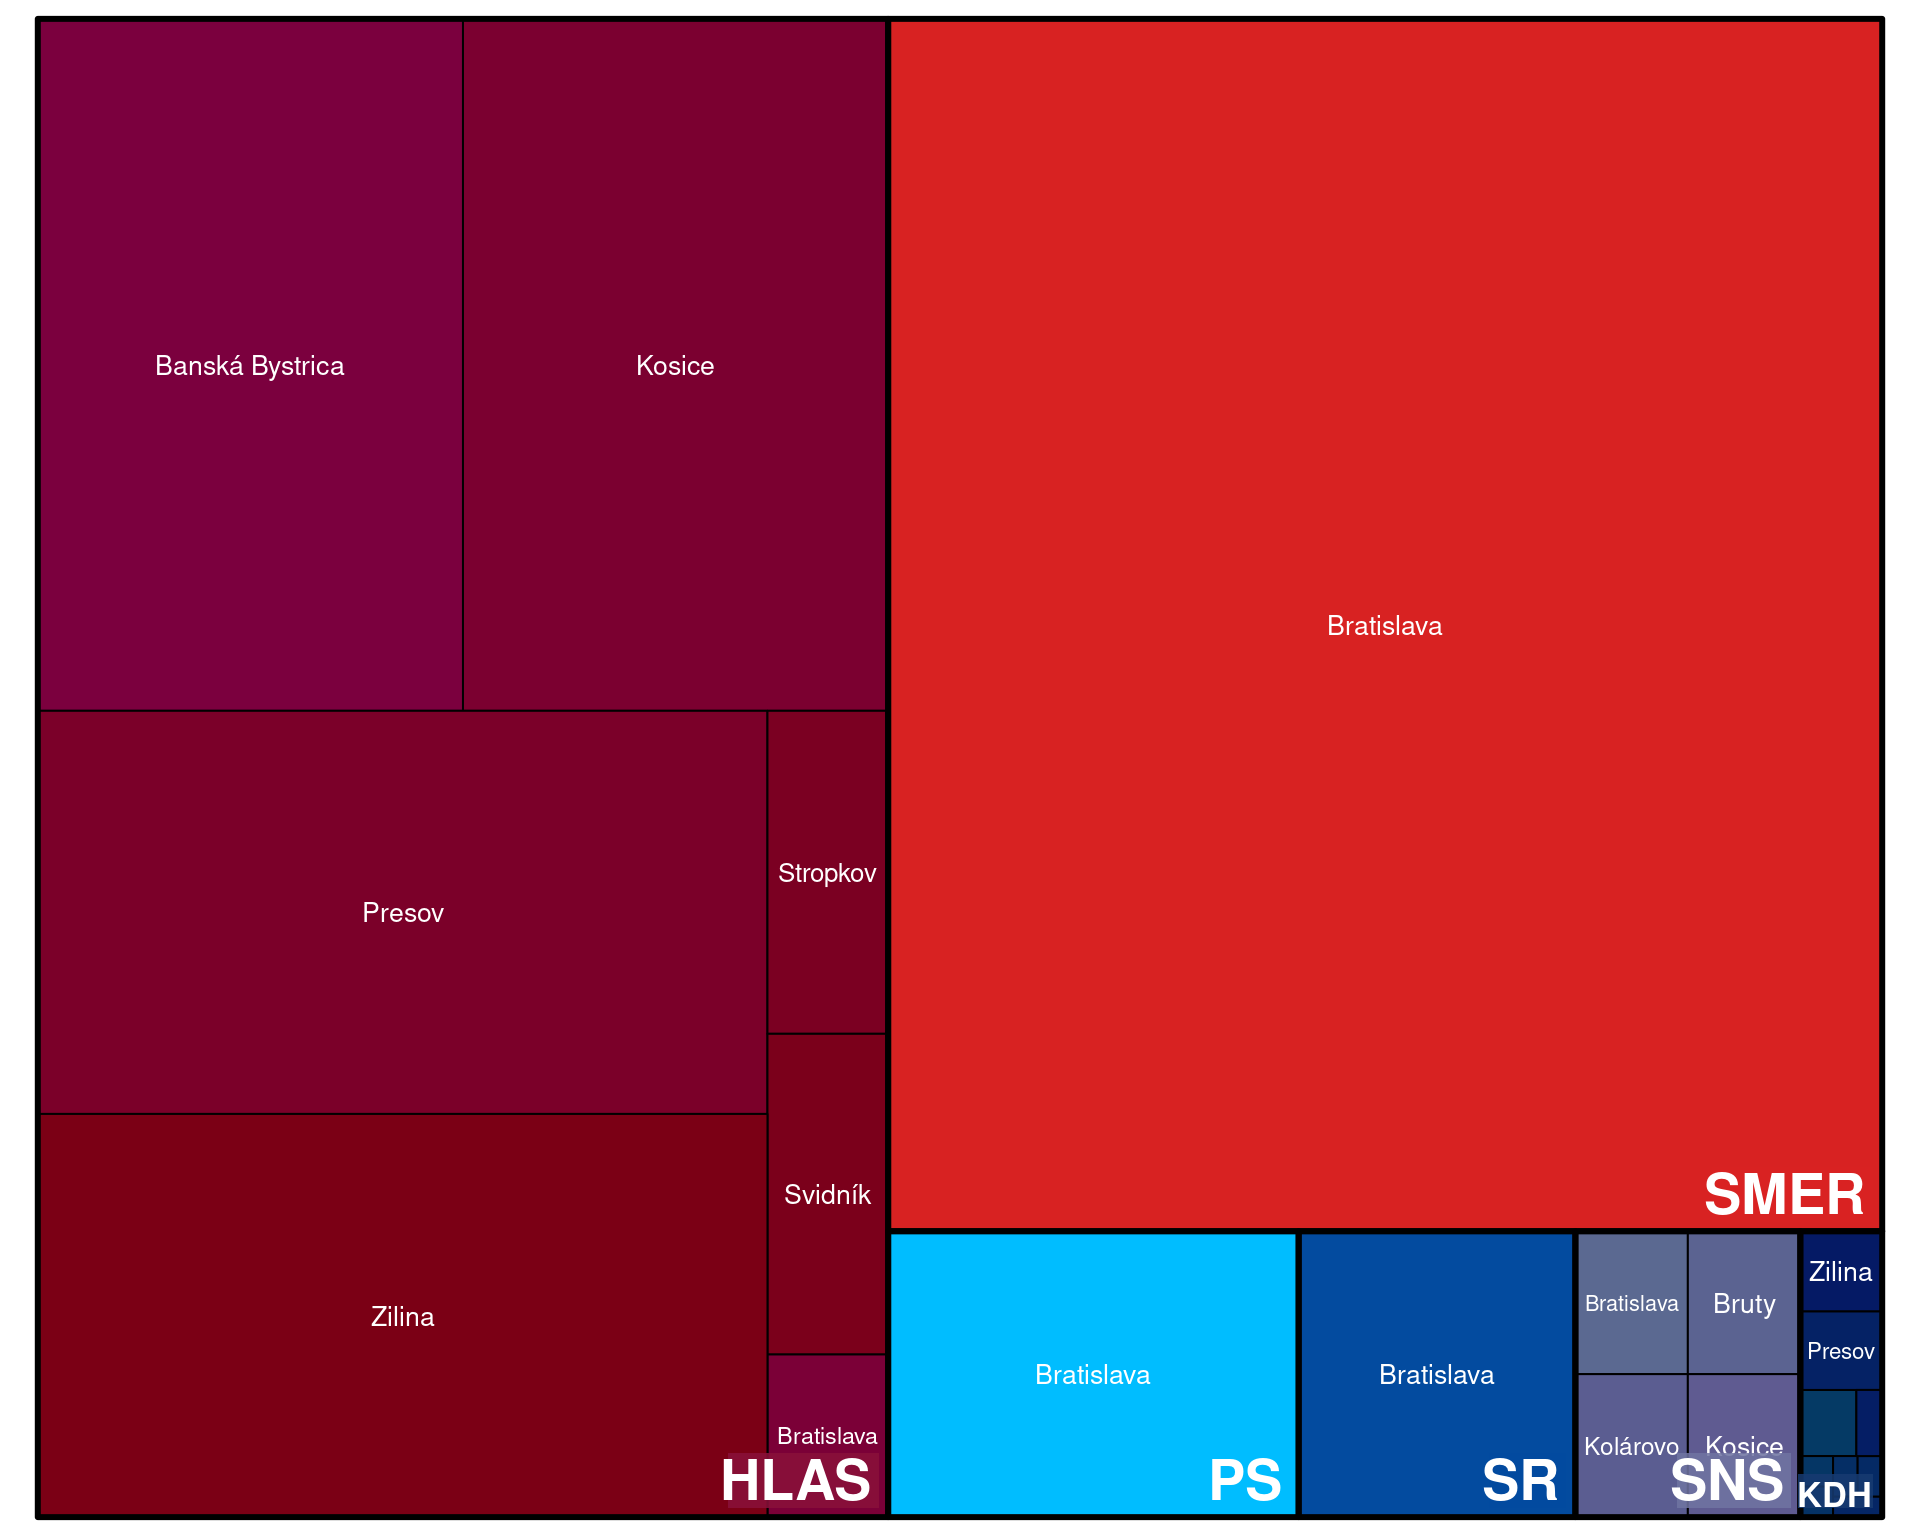 Banská Bystrica
Kosice
Presov
Stropkov
Svidník
Zilina
Bratislava
HLAS
Bratislava
SMER
Bratislava
PS
Bratislava
SR
Bratislava
Bruty
Kolárovo
Kosice
SNS
Zilina
Presov
KDH